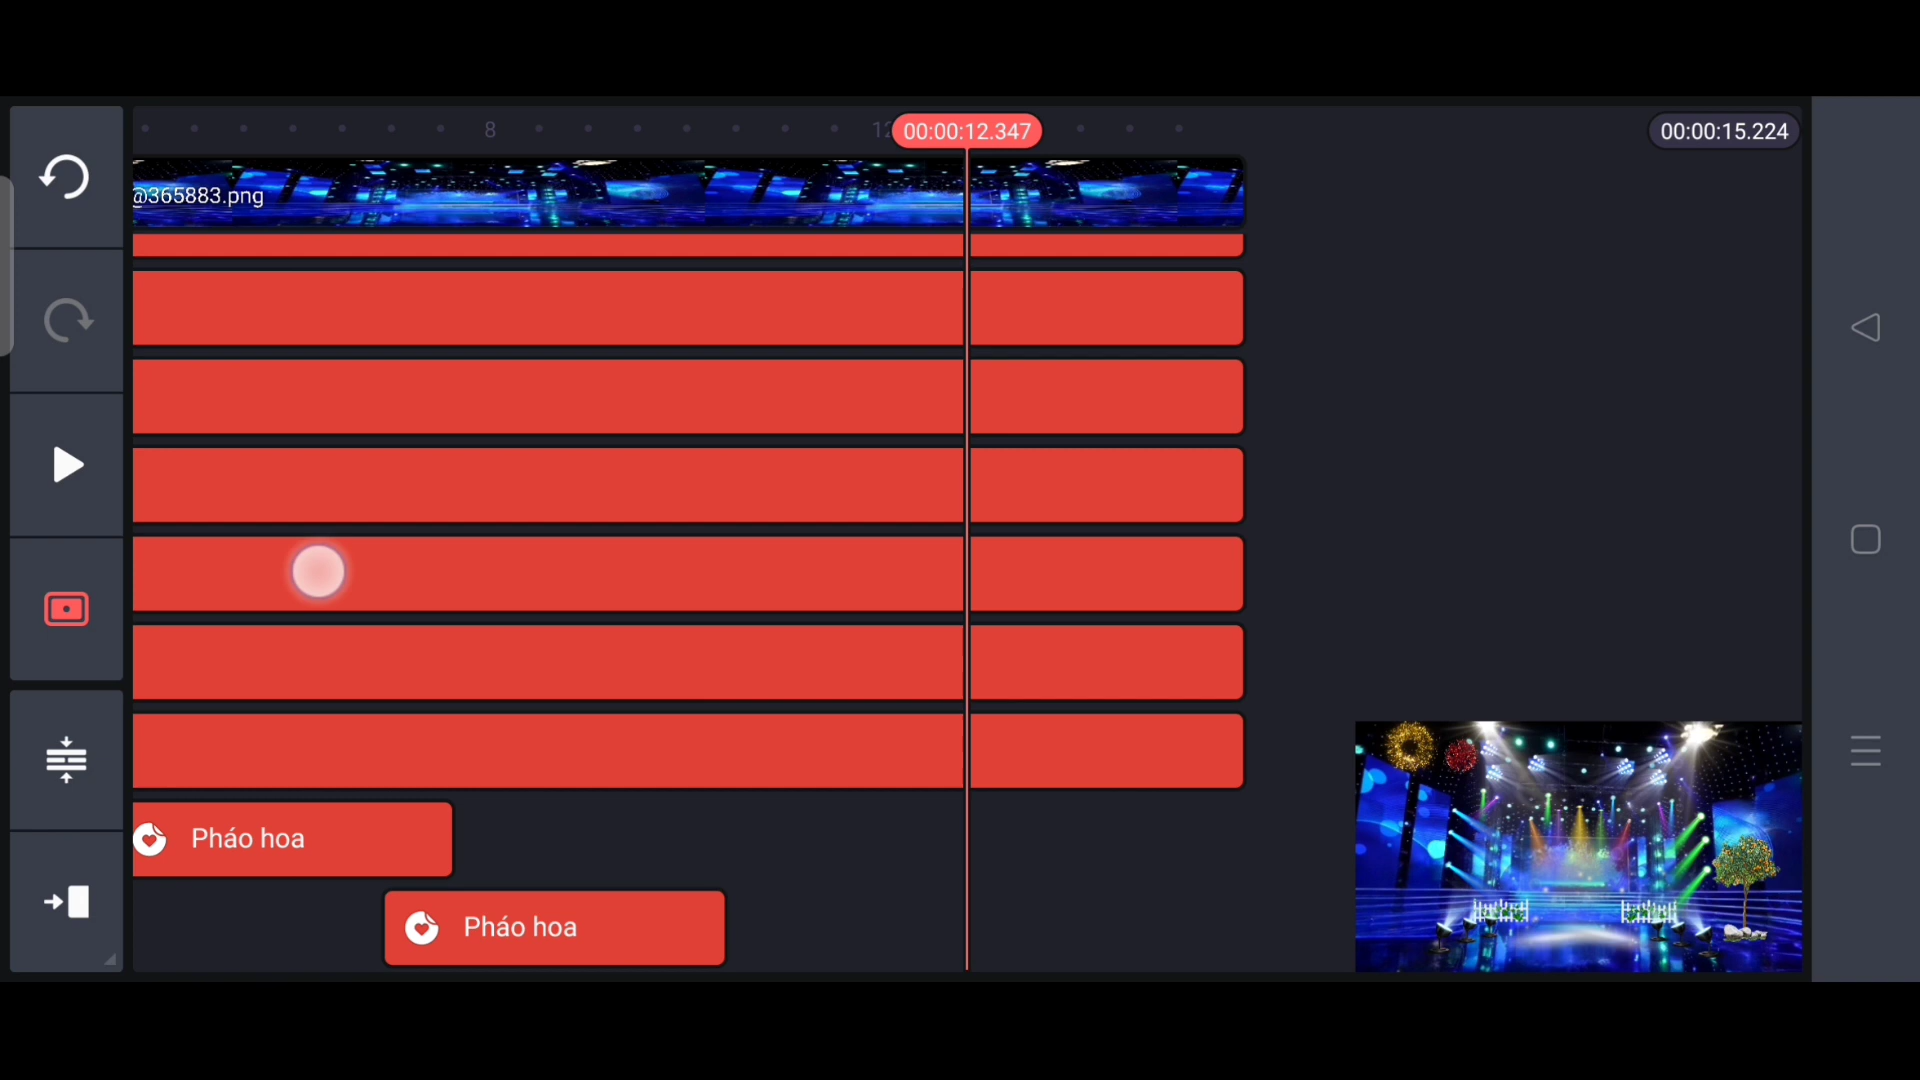 8
00:00:12.347
00:00:15.224
@365883.png
Pháo hoa
Pháo hoa